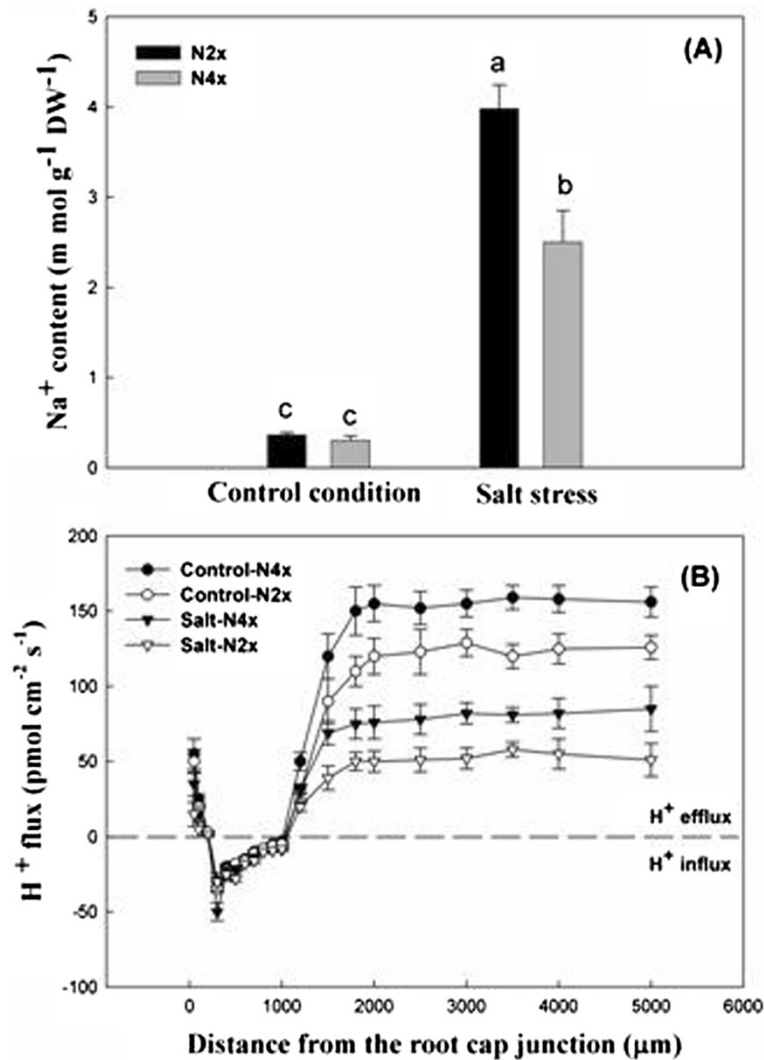 5
(A)
N2x
N4x
a
4
b
3
2
1
c
c
0
Na+ content (m mol g-1 DW-1)
Control condition
Salt stress
200
(B)
Control-N4x
Control-N2x
Salt-N4x
Salt-N2x
150
100
50
H+ efflux
0
H+ influx
-50
-100
H+ flux (pmol cm-2 s-1)
0 1000 2000 3000 4000 5000 6000
Distance from the root cap junction (μm)